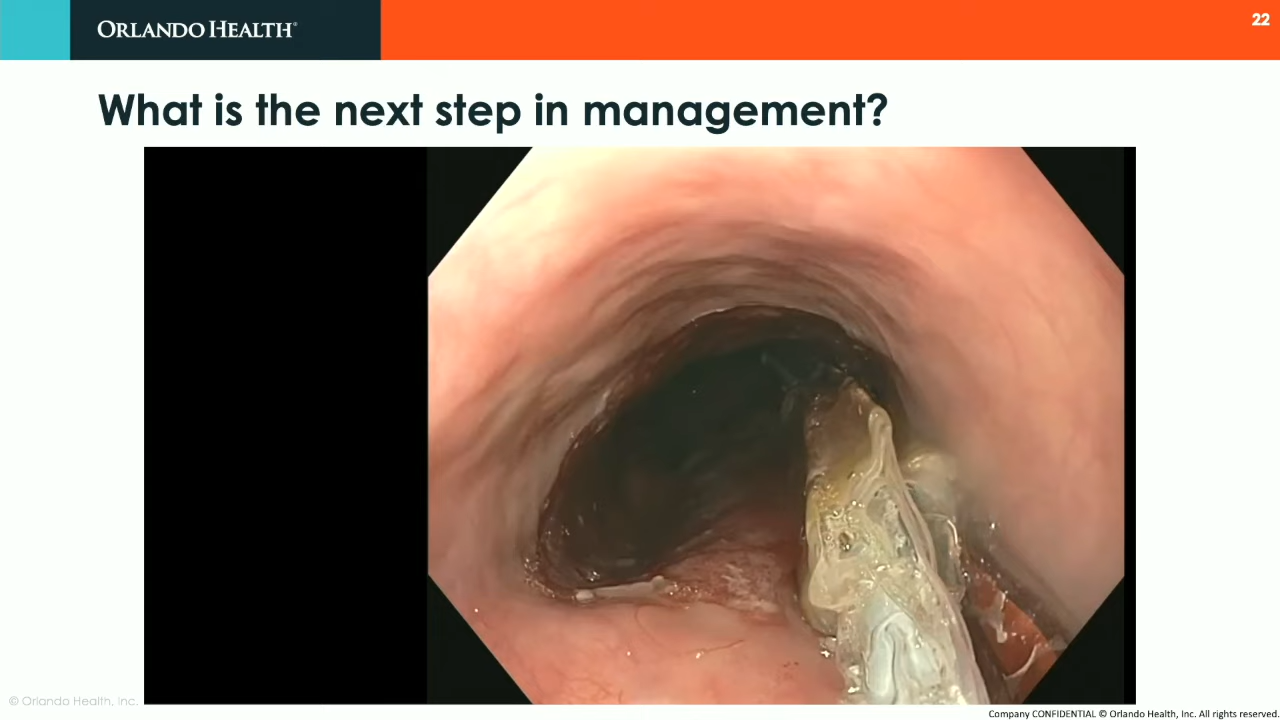 ORLANDO HEALTH®
22
What is the next step in management?
© Orlando Health, Inc.
Company CONFIDENTIAL © Orlando Health, Inc. All rights reserved.